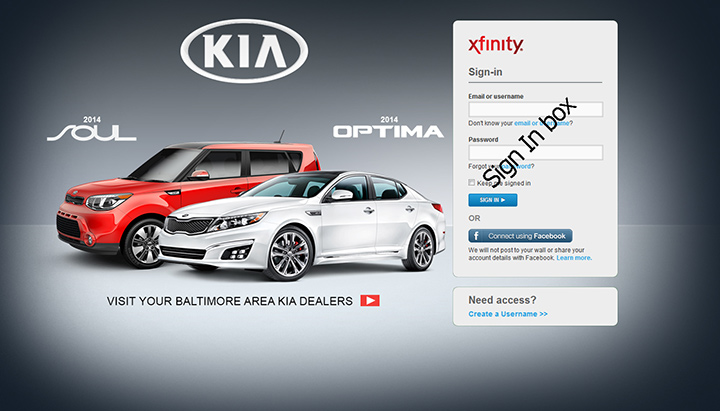 KIA
2014
SOUL
2014
OPTIMA
VISIT YOUR BALTIMORE AREA KIA DEALERS
xfinity.
Sign-in
Email or username
Don't know your email or username?
Password
Forgot your password?
Keep me signed in
SIGN IN
OR
f Connect using Facebook
We will not post to your wall or share your
account details with Facebook. Learn more.
Need access?
Create a Username >>
Sign In box